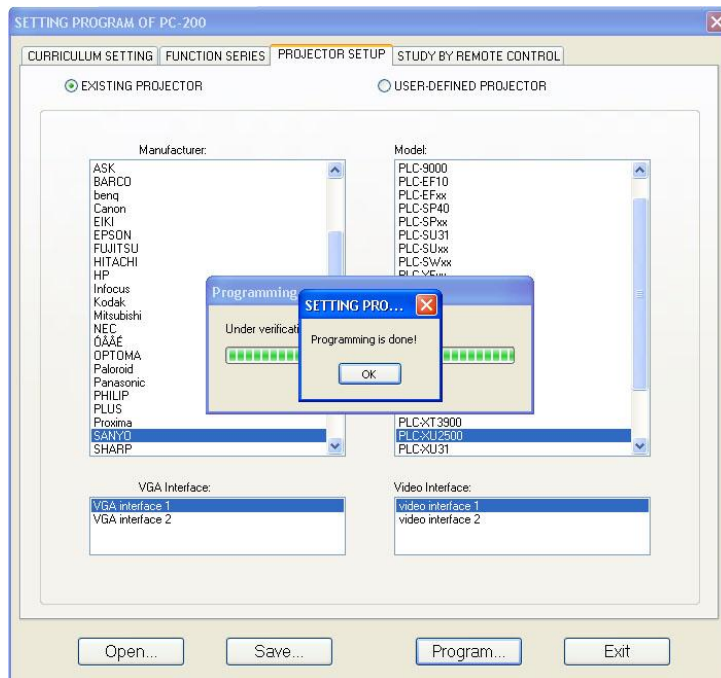 SETTING PROGRAM OF PC-200
CURRICULUM SETTING
FUNCTION SERIES
PROJECTOR SETUP
STUDY BY REMOTE CONTROL
EXISTING PROJECTOR
USER-DEFINED PROJECTOR
Manufacturer:
ASK
BARCO
benq
Canon
EIKI
EPSON
FUJITSU
HITACHI
HP
Infocus
Kodak
Mitsubishi
NEC
ÓÅÅÉ
OPTOMA
Paloroid
Panasonic
PHILIP
PLUS
Proxima
SANYO
SHARP
Model:
PLC-9000
PLC-EF10
PLC-EFxx
PLC-SP40
PLC-SPxx
PLC-SU31
PLC-SUxx
PLC-SWxx
PLC-XT3900
PLC-XU2500
PLC-XU31
Programming
Under
SETTING PRO...
Programming is done!
OK
VGA Interface:
VGA interface 1
VGA interface 2
Video Interface:
video interface 1
video interface 2
Open...
Save...
Program...
Exit